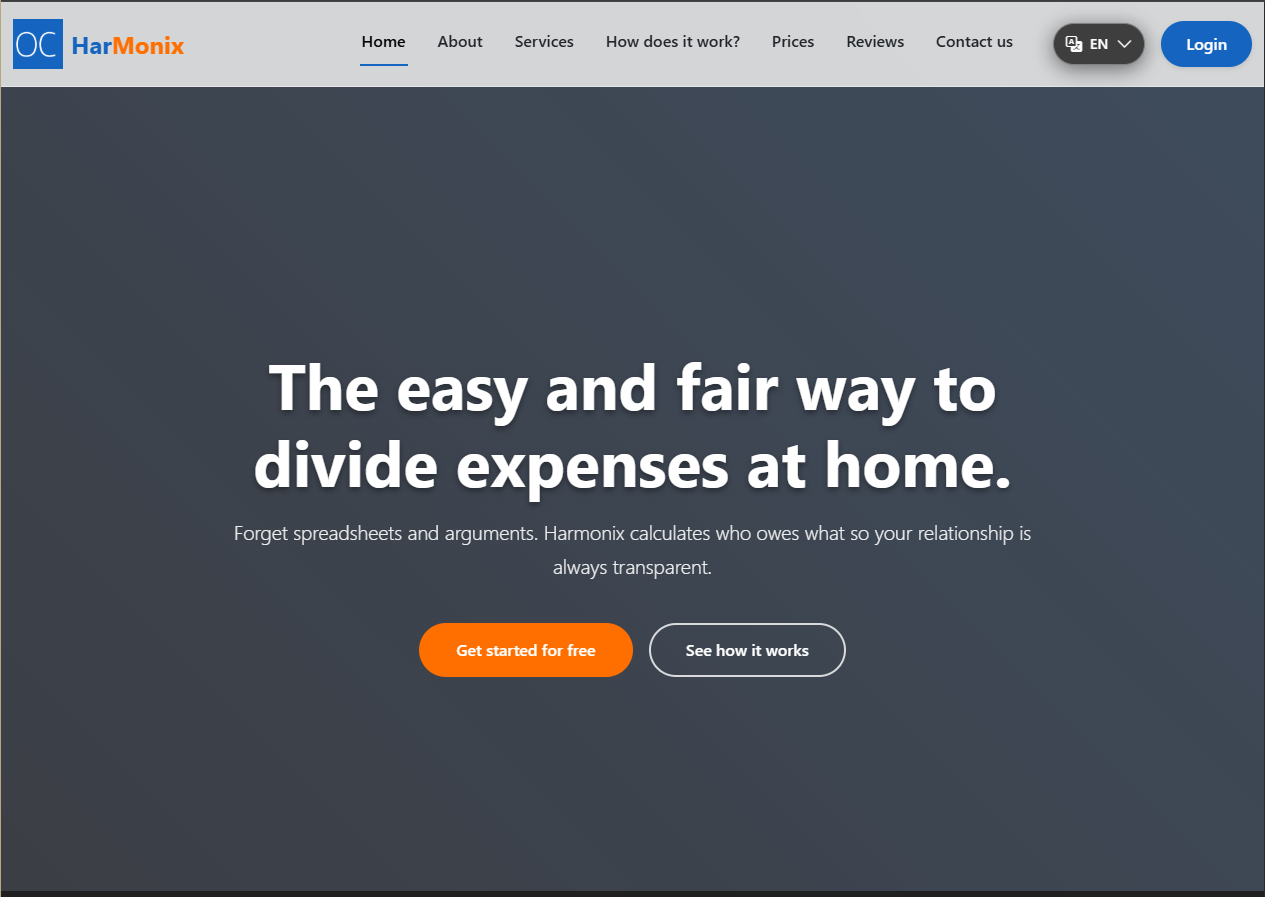 OC HarMonix
Home About Services How does it work? Prices Reviews Contact us EN Login
The easy and fair way to
divide expenses at home.
Forget spreadsheets and arguments. Harmonix calculates who owes what so your relationship is
always transparent.
Get started for free See how it works